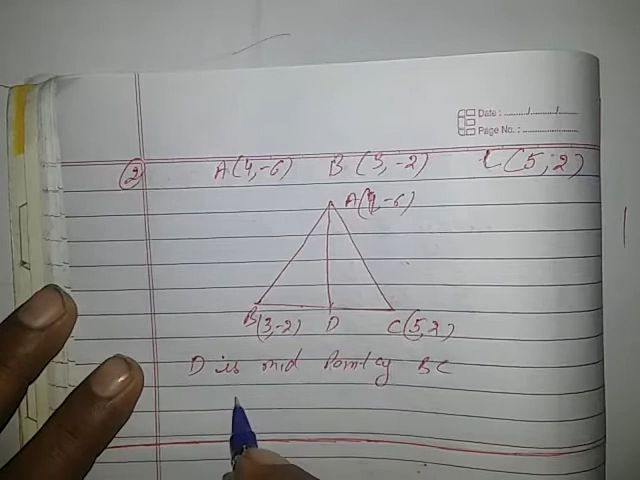 Date : ......./......./.......
Page No. : .......................
② A(4,-6) B (3,-2) C(5,2)
A(4,-6)
B(3,-2) D C(5,2)
D is mid Point of BC